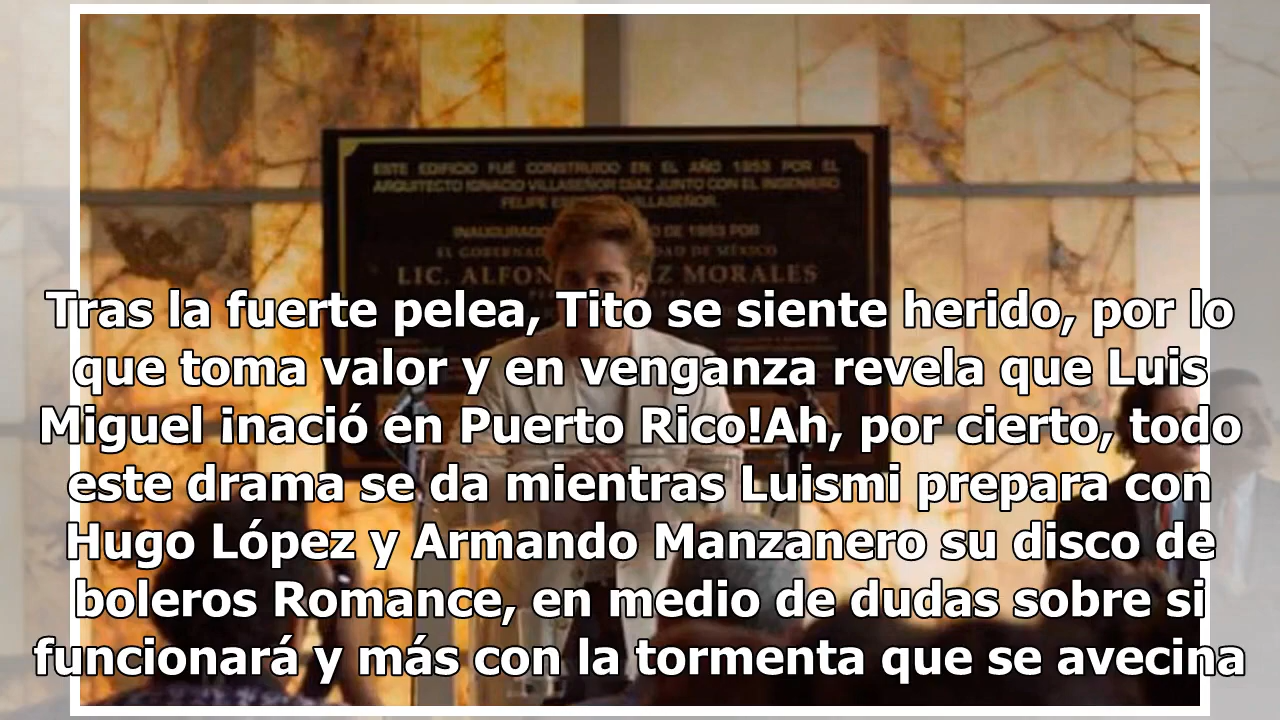 ESTE EDIFICIO FUÉ CONSTRUIDO EN EL AÑO 1953 POR EL
ARQUITECTO IGNACIO VILLASEÑOR DIAZ JUNTO CON EL INGENIERO
FELIPE VILLASEÑOR.
DE 1953 POR
LIC. MORALES
Tras la fuerte pelea, Tito se siente herido, por lo
que toma valor y en venganza revela que Luis
Miguel inació en Puerto Rico!Ah, por cierto, todo
este drama se da mientras Luismi prepara con
Hugo López y Armando Manzanero su disco de
boleros Romance, en medio de dudas sobre si
funcionará y más con la tormenta que se avecina